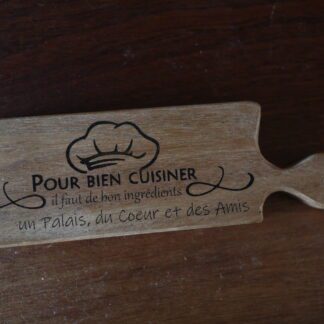 POUR BIEN CUISINER
il faut de bon ingrédients
un Palais, du Coeur et des Amis